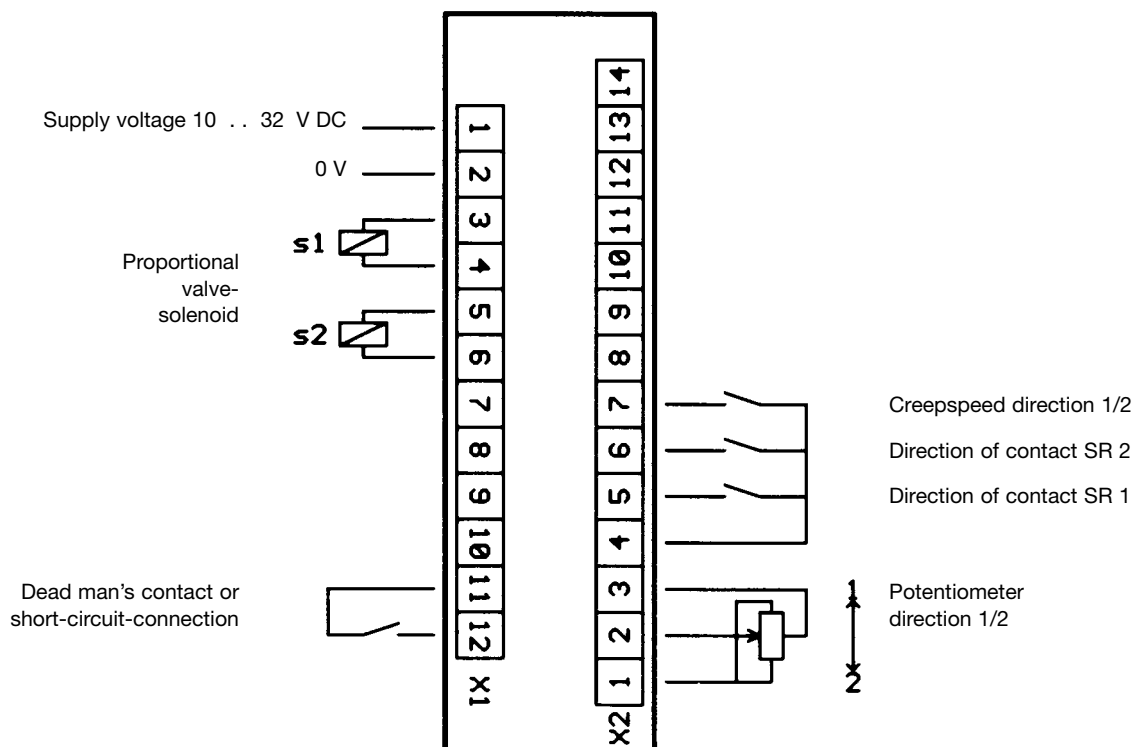 Supply voltage 10 . . 32 V DC
0 V
s1
Proportional
valve-
solenoid
s2
Dead man's contact or
short-circuit-connection
1
2
3
4
5
6
7
8
9
10
11
12
X1
14
13
12
11
10
9
8
7
6
5
4
3
2
1
X2
Creepspeed direction 1/2
Direction of contact SR 2
Direction of contact SR 1
1
2
Potentiometer
direction 1/2